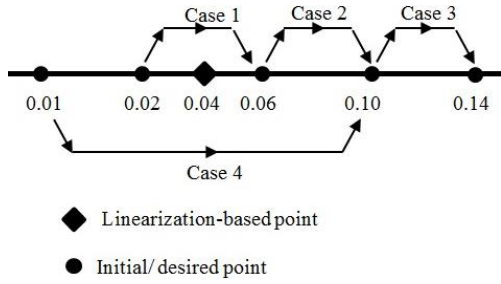 Case 1 Case 2 Case 3
0.01 0.02 0.04 0.06 0.10 0.14
Case 4
Linearization-based point
Initial/ desired point